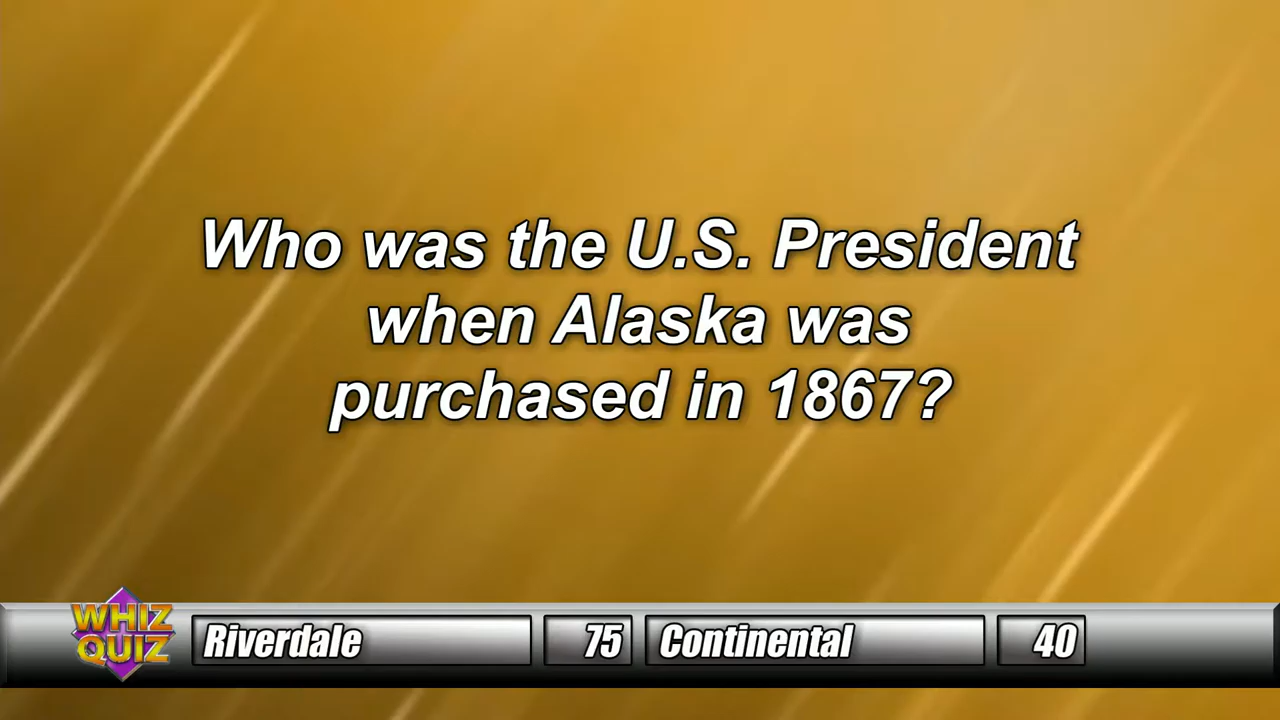 Who was the U.S. President
when Alaska was
purchased in 1867?
WHIZ
QUIZ
Riverdale 75 Continental 40